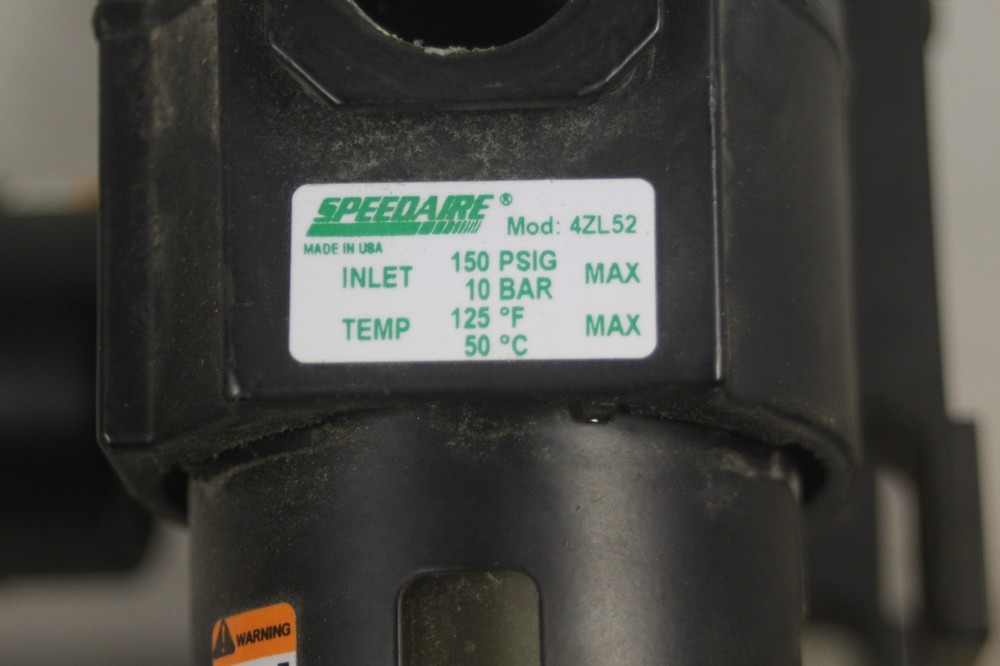 SPEEDAIRE® Mod: 4ZL52
MADE IN USA
INLET 150 PSIG MAX
10 BAR
TEMP 125 °F MAX
50 °C
WARNING